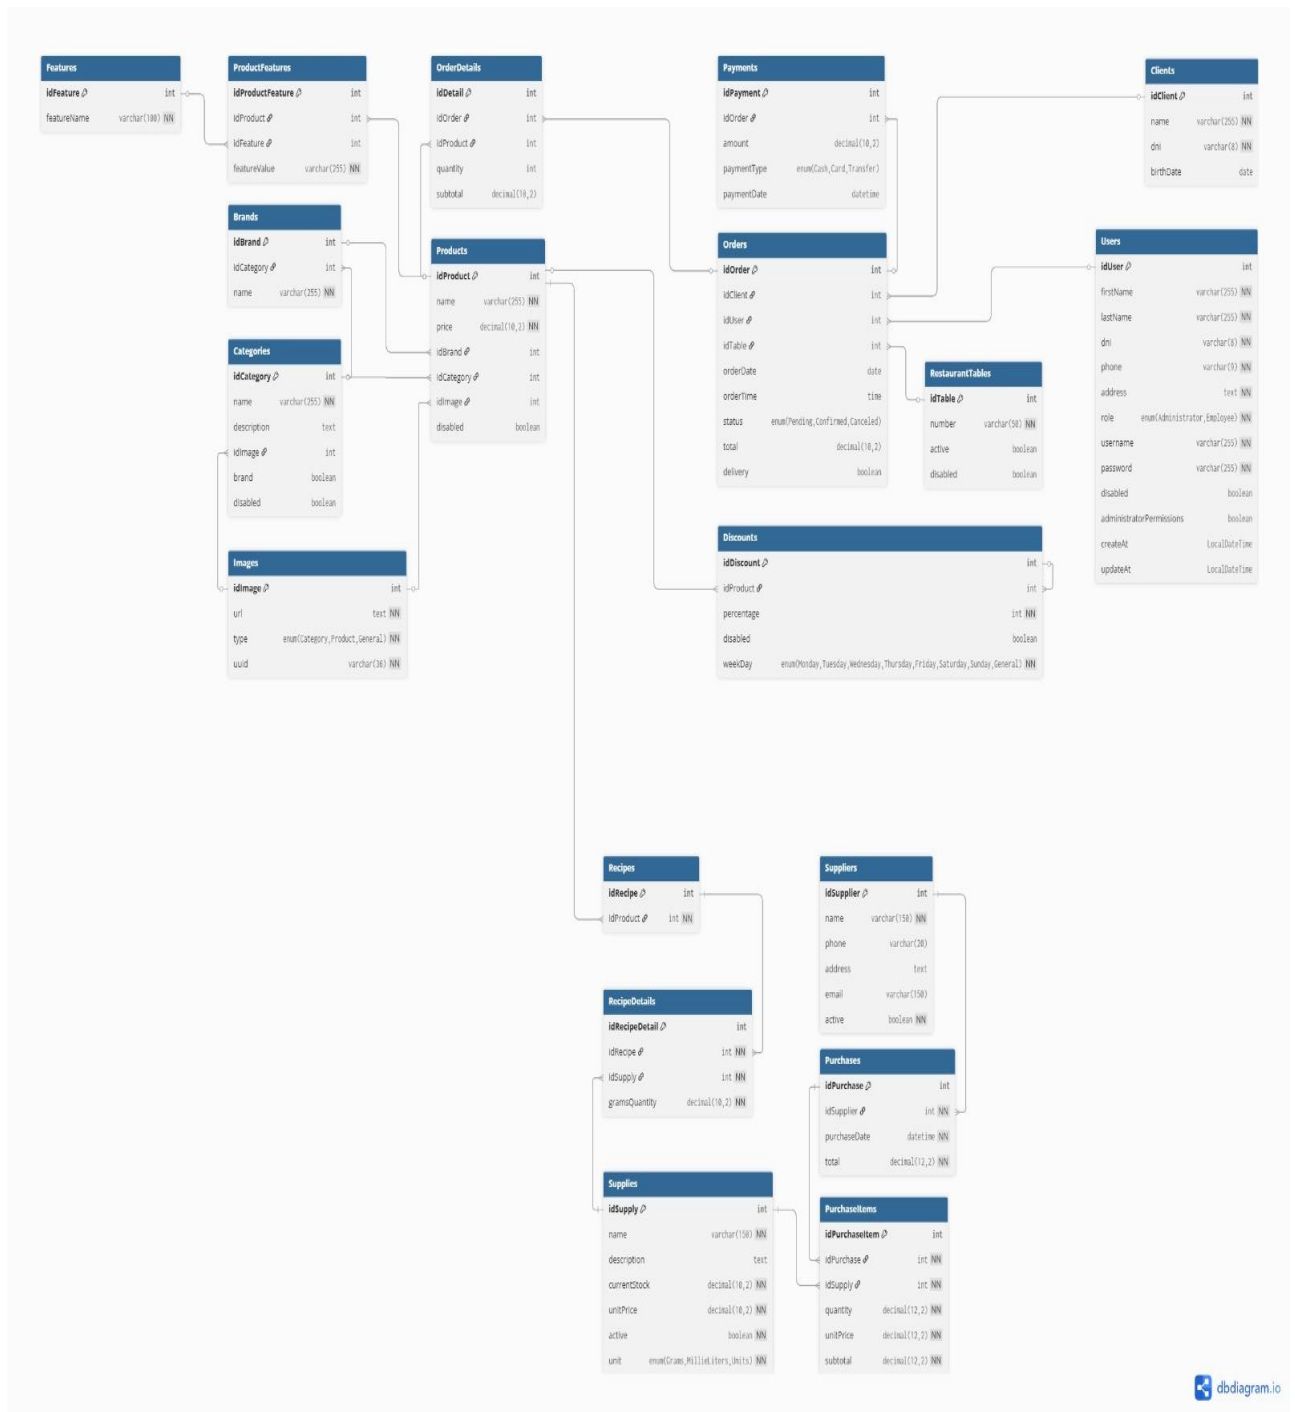 Features
idFeature int
featureName varchar(100) NN
ProductFeatures
idProductFeature int
idProduct int
idFeature int
featureValue varchar(255) NN
OrderDetails
idDetail int
idOrder int
idProduct int
quantity int
subtotal decimal(10,2)
Payments
idPayment int
idOrder int
amount decimal(10,2)
paymentType enum(Cash,Card,Transfer)
paymentDate datetime
Clients
idClient int
name varchar(255) NN
dni varchar(8) NN
birthDate date
Brands
idBrand int
idCategory int
name varchar(255) NN
Products
idProduct int
name varchar(255) NN
price decimal(10,2) NN
idBrand int
idCategory int
idImage int
disabled boolean
Orders
idOrder int
idClient int
idUser int
idTable int
orderDate date
orderTime time
status enum(Pending,Confirmed,Canceled)
total decimal(10,2)
delivery boolean
Users
idUser int
firstName varchar(255) NN
lastName varchar(255) NN
dni varchar(8) NN
phone varchar(9) NN
address text NN
role enum(Administrator,Employee) NN
username varchar(255) NN
password varchar(255) NN
disabled boolean
administratorPermissions boolean
createAt LocalDateTime
updateAt LocalDateTime
Categories
idCategory int
name varchar(255) NN
description text
idImage int
brand boolean
disabled boolean
RestaurantTables
idTable int
number varchar(50) NN
active boolean
disabled boolean
Images
idImage int
url text NN
type enum(Category,Product,General) NN
uuid varchar(36) NN
Discounts
idDiscount int
idProduct int
percentage int NN
disabled boolean
weekDay enum(Monday,Tuesday,Wednesday,Thursday,Friday,Saturday,Sunday,General) NN
Recipes
idRecipe int
idProduct int NN
Suppliers
idSupplier int
name varchar(150) NN
phone varchar(20)
address text
email varchar(150)
active boolean NN
RecipeDetails
idRecipeDetail int
idRecipe int NN
idSupply int NN
gramsQuantity decimal(10,2) NN
Purchases
idPurchase int
idSupplier int NN
purchaseDate datetime NN
total decimal(12,2) NN
Supplies
idSupply int
name varchar(150) NN
description text
currentStock decimal(10,2) NN
unitPrice decimal(10,2) NN
active boolean NN
unit enum(Grams,MillieLiters,Units) NN
PurchaseItems
idPurchaseItem int
idPurchase int NN
idSupply int NN
quantity decimal(12,2) NN
unitPrice decimal(12,2) NN
subtotal decimal(12,2) NN
dbdiagram.io